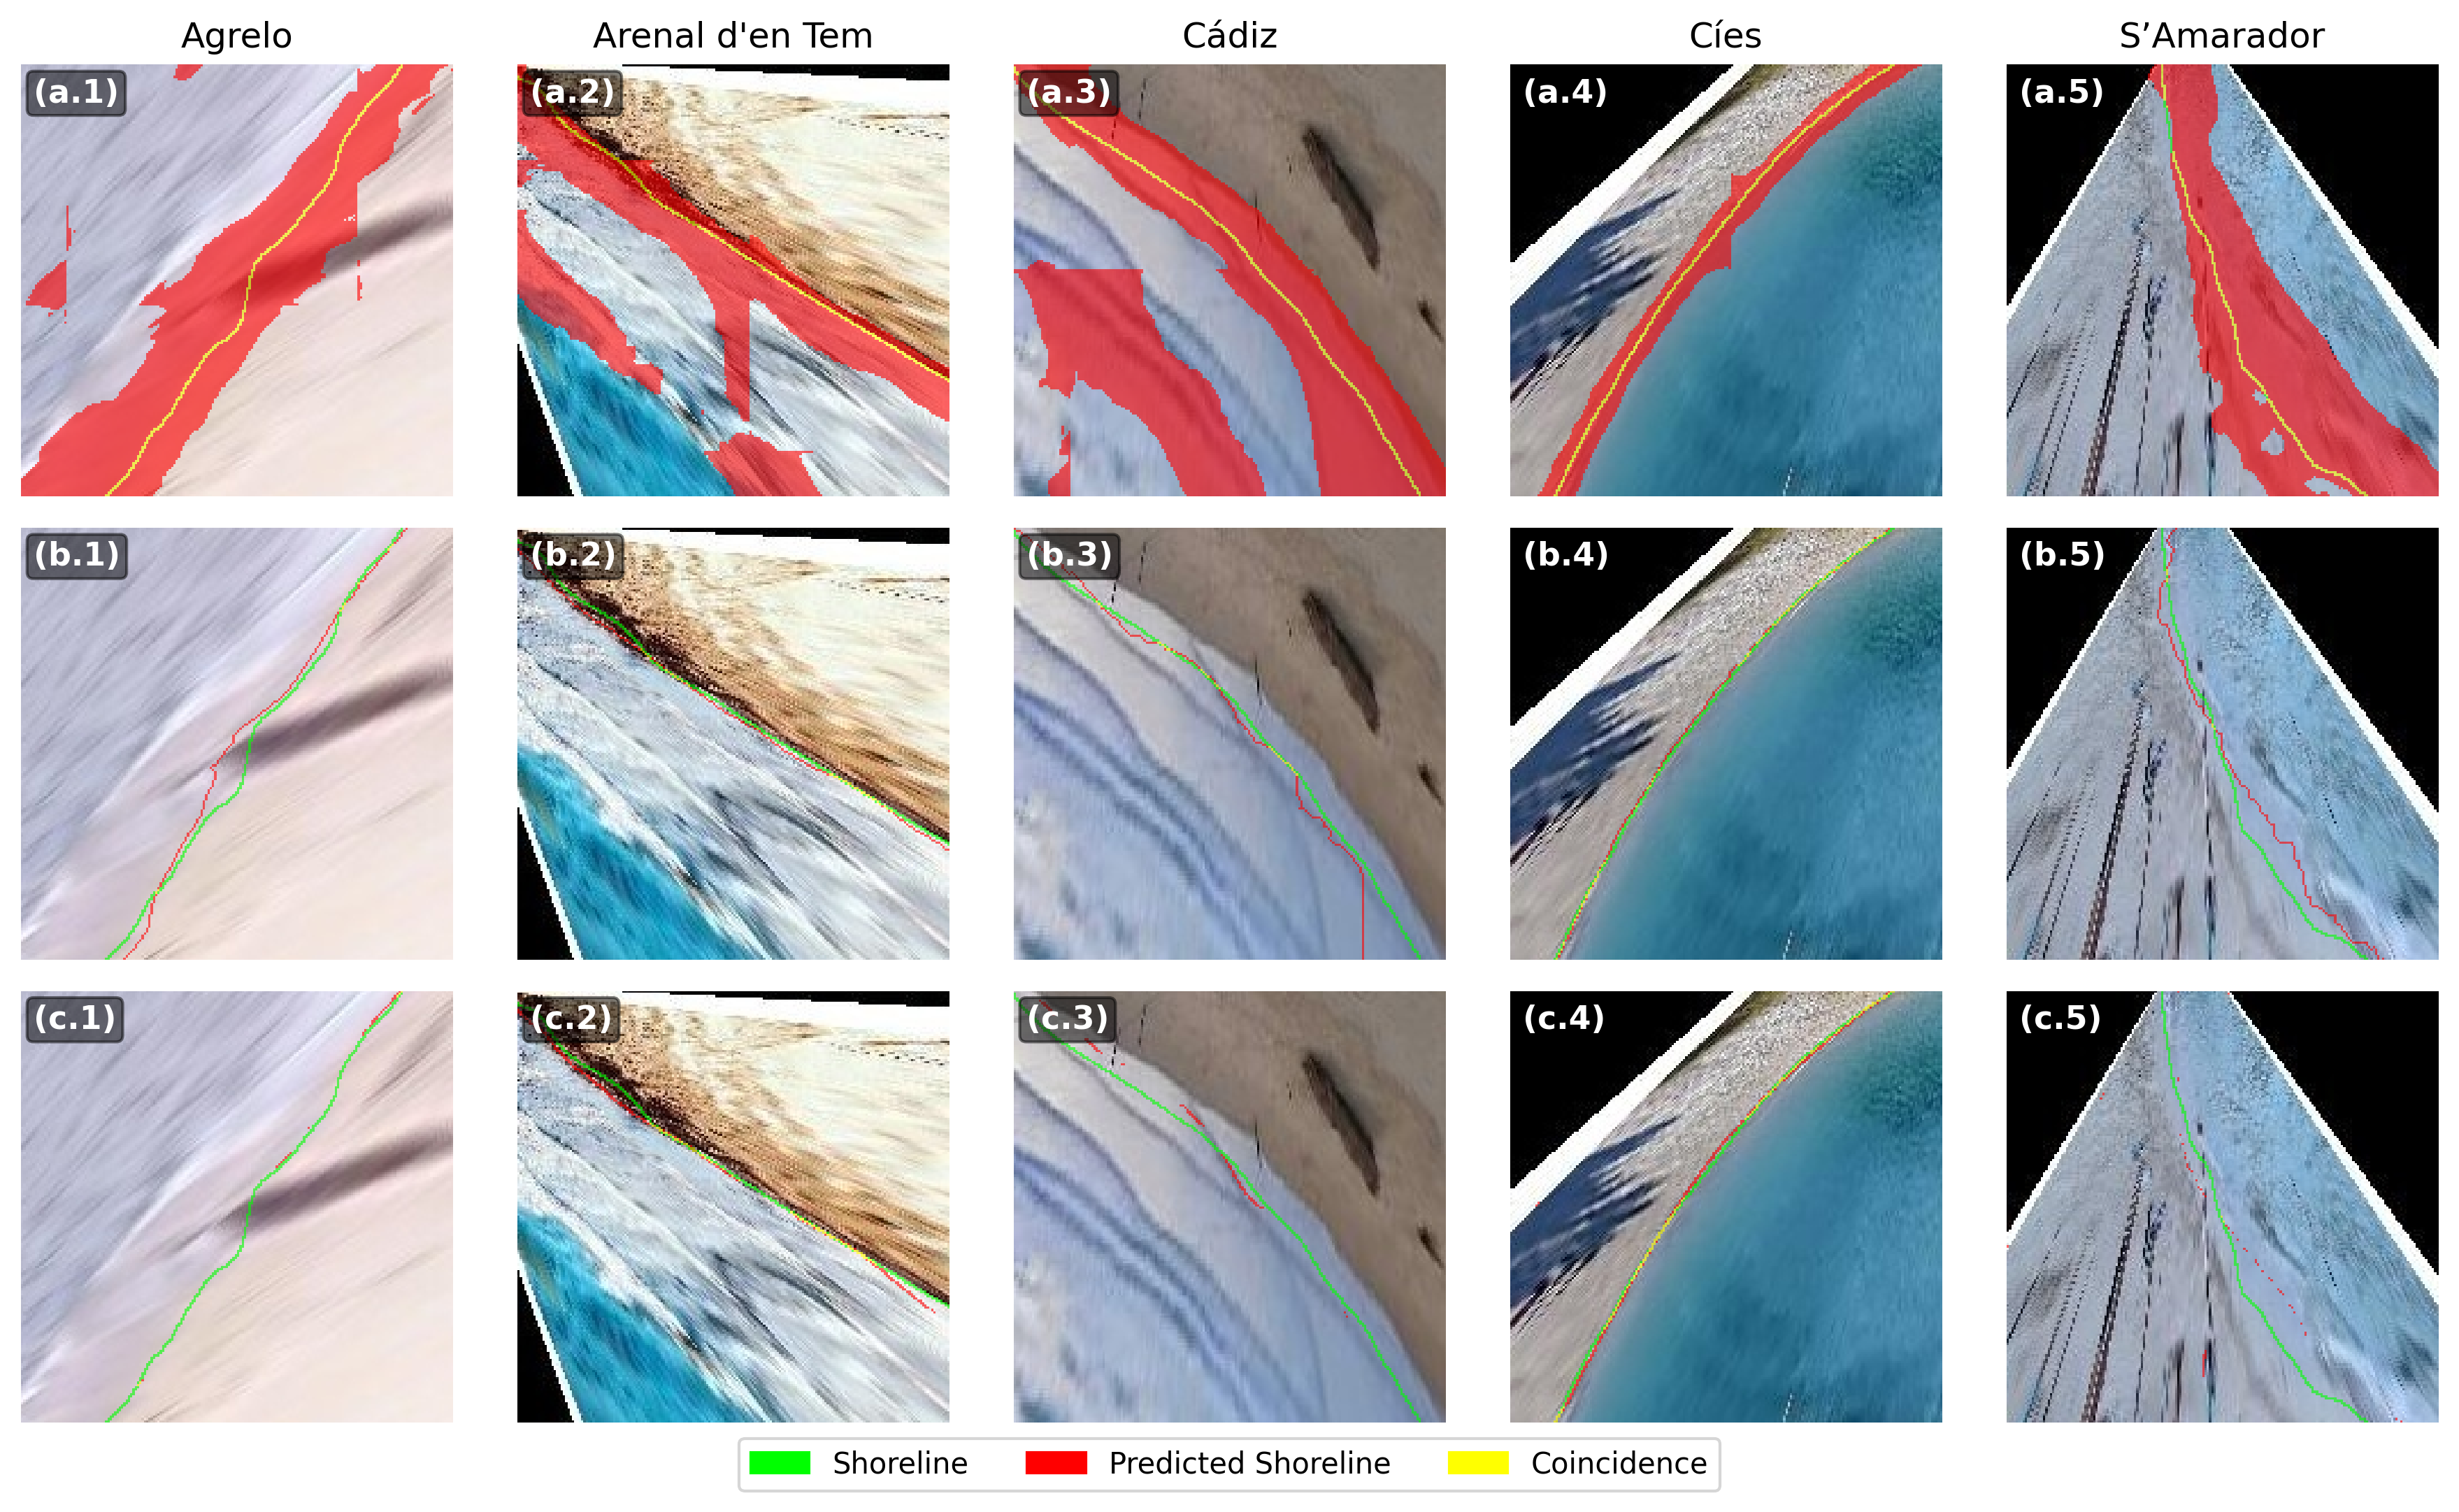 Agrelo
Arenal d'en Tem
Cádiz
Cíes
S’Amarador
(a.1)
(a.2)
(a.3)
(a.4)
(a.5)
(b.1)
(b.2)
(b.3)
(b.4)
(b.5)
(c.1)
(c.2)
(c.3)
(c.4)
(c.5)
Shoreline
Predicted Shoreline
Coincidence